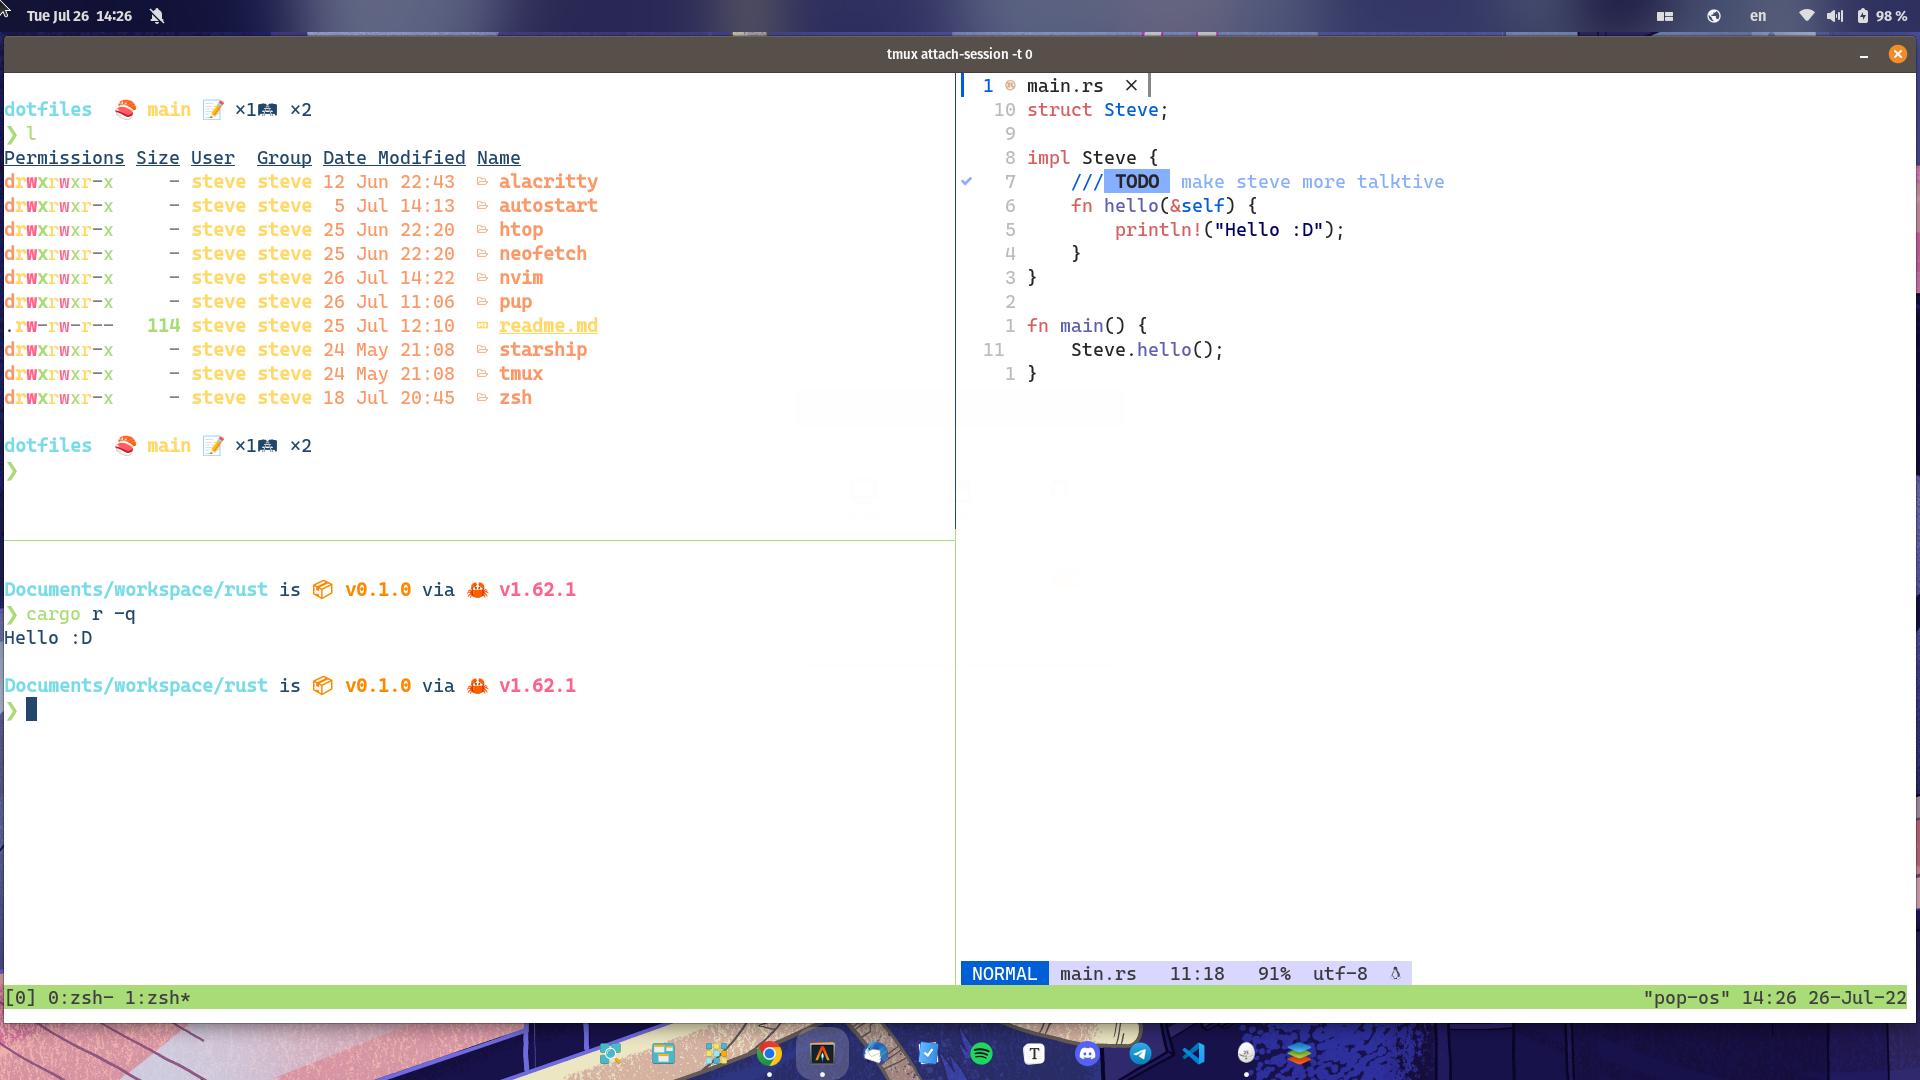 Tue Jul 26 14:26
en
98 %
tmux attach-session -t 0
dotfiles 🍣 main 📝 ×1🛤 ×2
❯ l
Permissions Size User Group Date Modified Name
drwxrwxr-x - steve steve 12 Jun 22:43 alacritty
drwxrwxr-x - steve steve 5 Jul 14:13 autostart
drwxrwxr-x - steve steve 25 Jun 22:20 htop
drwxrwxr-x - steve steve 25 Jun 22:20 neofetch
drwxrwxr-x - steve steve 26 Jul 14:22 nvim
drwxrwxr-x - steve steve 26 Jul 11:06 pup
.rw-rw-r-- 114 steve steve 25 Jul 12:10 readme.md
drwxrwxr-x - steve steve 24 May 21:08 starship
drwxrwxr-x - steve steve 24 May 21:08 tmux
drwxrwxr-x - steve steve 18 Jul 20:45 zsh
dotfiles 🍣 main 📝 ×1🛤 ×2
❯
Documents/workspace/rust is 📦 v0.1.0 via 🦀 v1.62.1
❯ cargo r -q
Hello :D
Documents/workspace/rust is 📦 v0.1.0 via 🦀 v1.62.1
❯
1 main.rs ×
10 struct Steve;
9
8 impl Steve {
7 /// TODO make steve more talktive
6 fn hello(&self) {
5 println!("Hello :D");
4 }
3 }
2
1 fn main() {
11 Steve.hello();
1 }
NORMAL main.rs 11:18 91% utf-8
[0] 0:zsh- 1:zsh* "pop-os" 14:26 26-Jul-22
T